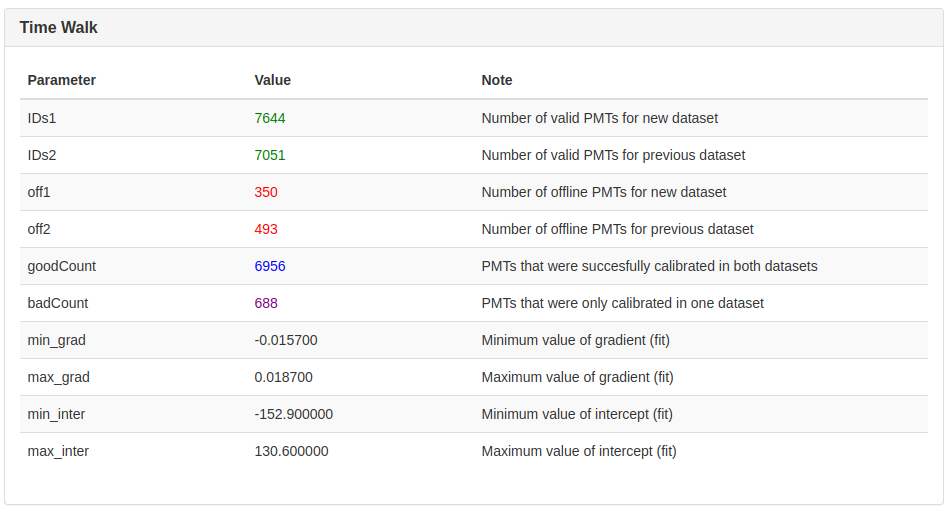 Time Walk
Parameter Value Note
IDs1 7644 Number of valid PMTs for new dataset
IDs2 7051 Number of valid PMTs for previous dataset
off1 350 Number of offline PMTs for new dataset
off2 493 Number of offline PMTs for previous dataset
goodCount 6956 PMTs that were succesfully calibrated in both datasets
badCount 688 PMTs that were only calibrated in one dataset
min_grad -0.015700 Minimum value of gradient (fit)
max_grad 0.018700 Maximum value of gradient (fit)
min_inter -152.900000 Minimum value of intercept (fit)
max_inter 130.600000 Maximum value of intercept (fit)